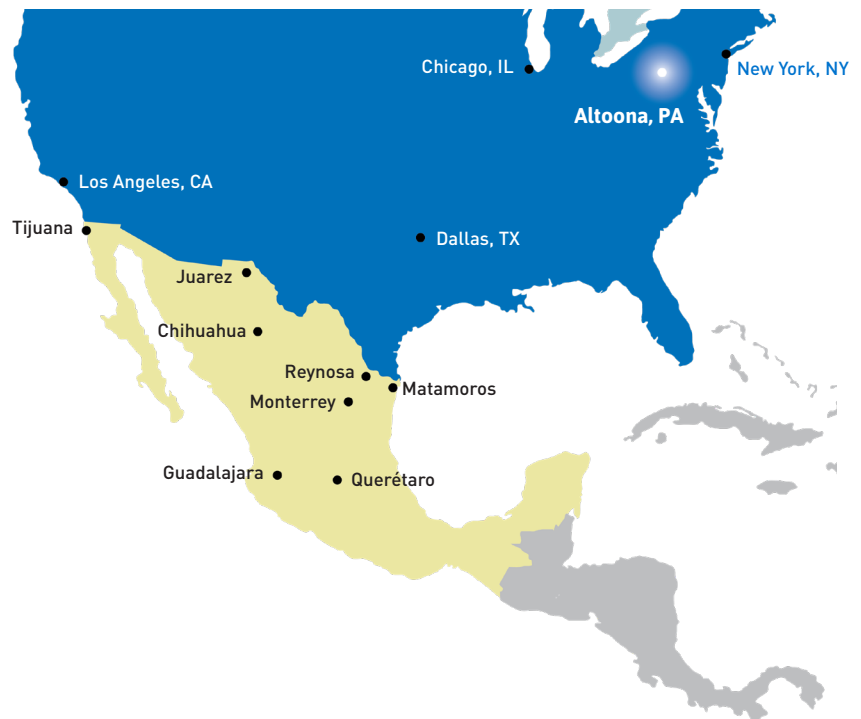 Chicago, IL
New York, NY
Altoona, PA
Los Angeles, CA
Tijuana
Dallas, TX
Juarez
Chihuahua
Reynosa
Matamoros
Monterrey
Guadalajara
Querétaro